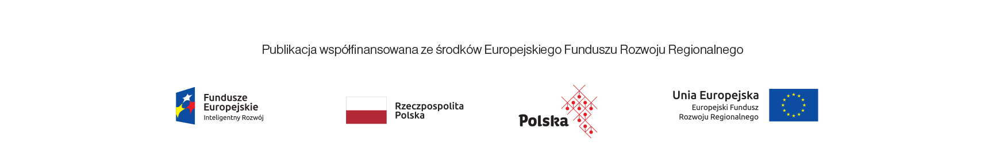 Publikacja współfinansowana ze środków Europejskiego Funduszu Rozwoju Regionalnego
Fundusze
Europejskie
Inteligentny Rozwój
Rzeczpospolita
Polska
Polska
Unia Europejska
Europejski Fundusz
Rozwoju Regionalnego